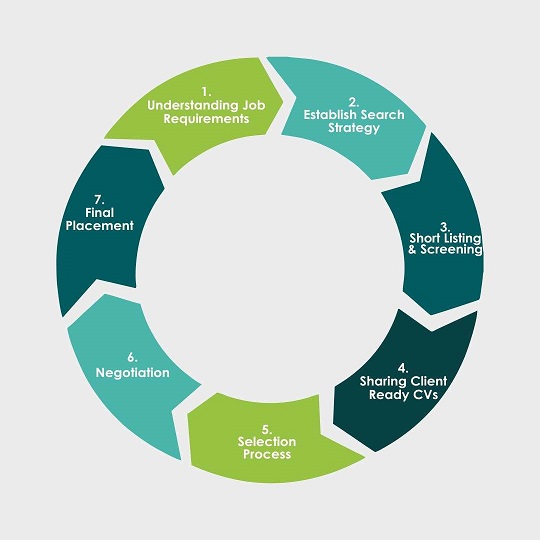 1.
Understanding Job
Requirements
2.
Establish Search
Strategy
3.
Short Listing
& Screening
4.
Sharing Client
Ready CVs
5.
Selection
Process
6.
Negotiation
7.
Final
Placement